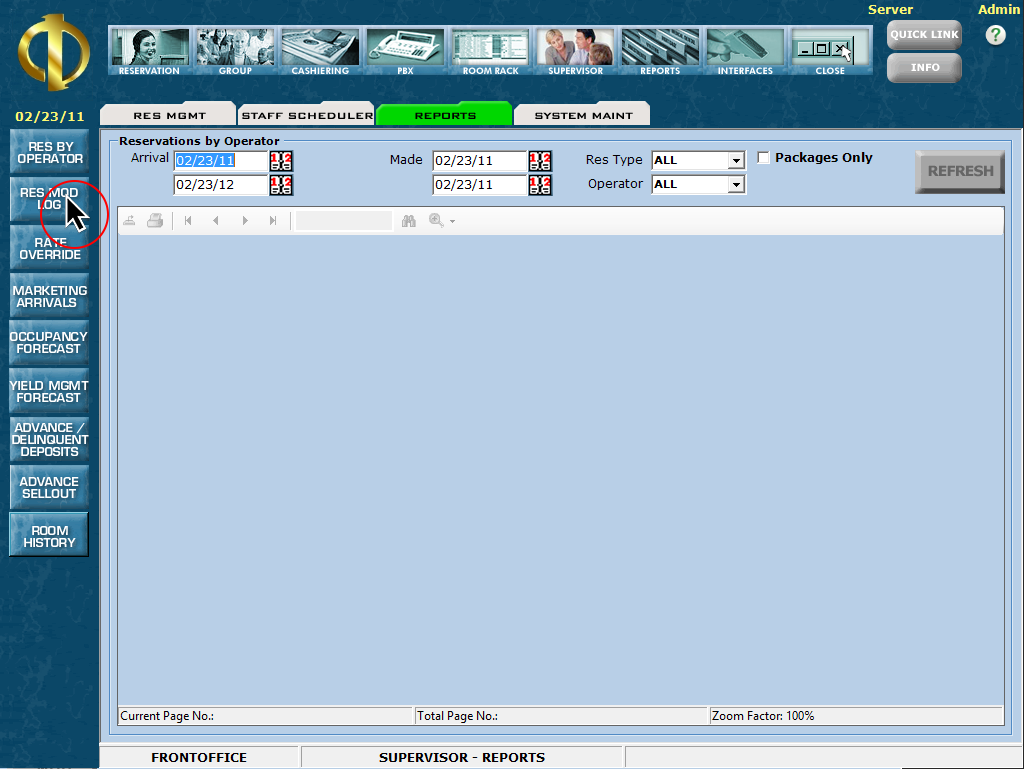 Server
Admin
QUICK LINK
?
INFO
RESERVATION
GROUP
CASHIERING
PBX
ROOM RACK
SUPERVISOR
REPORTS
INTERFACES
CLOSE
02/23/11
RES MGMT
STAFF SCHEDULER
REPORTS
SYSTEM MAINT
RES BY
OPERATOR
RES MOD
LOG
RATE
OVERRIDE
MARKETING
ARRIVALS
OCCUPANCY
FORECAST
YIELD MGMT
FORECAST
ADVANCE /
DELINQUENT
DEPOSITS
ADVANCE
SELLOUT
ROOM
HISTORY
Reservations by Operator
Arrival 02/23/11 12 Made 02/23/11 12 Res Type ALL Packages Only
02/23/12 12 02/23/11 12 Operator ALL
REFRESH
Current Page No.: Total Page No.: Zoom Factor: 100%
FRONTOFFICE SUPERVISOR - REPORTS